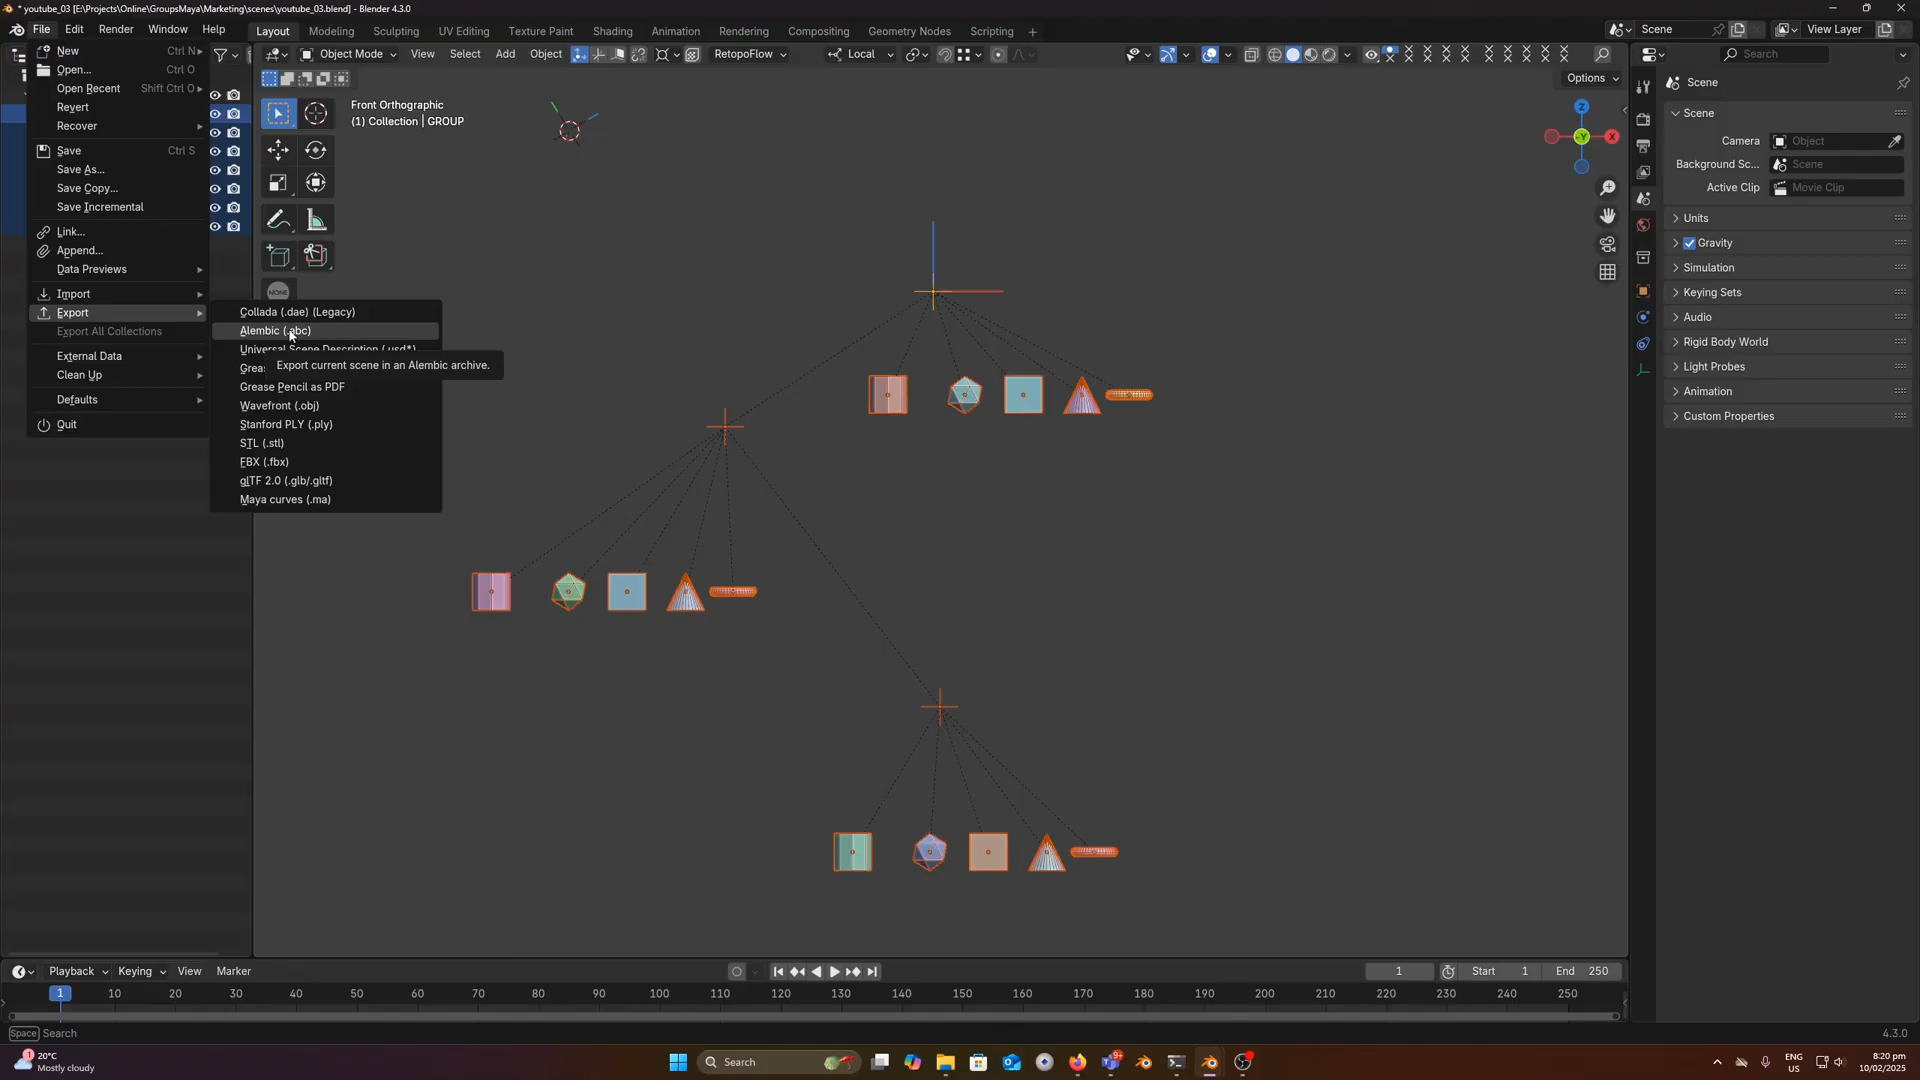 * youtube_03 [E:\Projects\Online\GroupsMaya\Marketing\scenes\youtube_03.blend] - Blender 4.3.0
File Edit Render Window Help Layout Modeling Sculpting UV Editing Texture Paint Shading Animation Rendering Compositing Geometry Nodes Scripting + Scene View Layer
Object Mode View Select Add Object RetopoFlow Local Search
Options
New Ctrl N
Open... Ctrl O
Open Recent Shift Ctrl O
Revert
Recover
Save Ctrl S
Save As...
Save Copy...
Save Incremental
Link...
Append...
Data Previews
Import
Export
Export All Collections
External Data
Clean Up
Defaults
Quit
Collada (.dae) (Legacy)
Alembic (.abc)
Universal Scene Description (.usd*)
Greas
Export current scene in an Alembic archive.
Grease Pencil as PDF
Wavefront (.obj)
Stanford PLY (.ply)
STL (.stl)
FBX (.fbx)
glTF 2.0 (.glb/.gltf)
Maya curves (.ma)
Front Orthographic
(1) Collection | GROUP
NONE
Z
-Y
X
Scene
Scene
Camera Object
Background Sc... Scene
Active Clip Movie Clip
Units
Gravity
Simulation
Keying Sets
Audio
Rigid Body World
Light Probes
Animation
Custom Properties
Playback Keying View Marker 1 Start 1 End 250
1 10 20 30 40 50 60 70 80 90 100 110 120 130 140 150 160 170 180 190 200 210 220 230 240 250
Space Search 4.3.0
1 20°C
Mostly cloudy
Search
9+
ENG
US
8:20 pm
10/02/2025